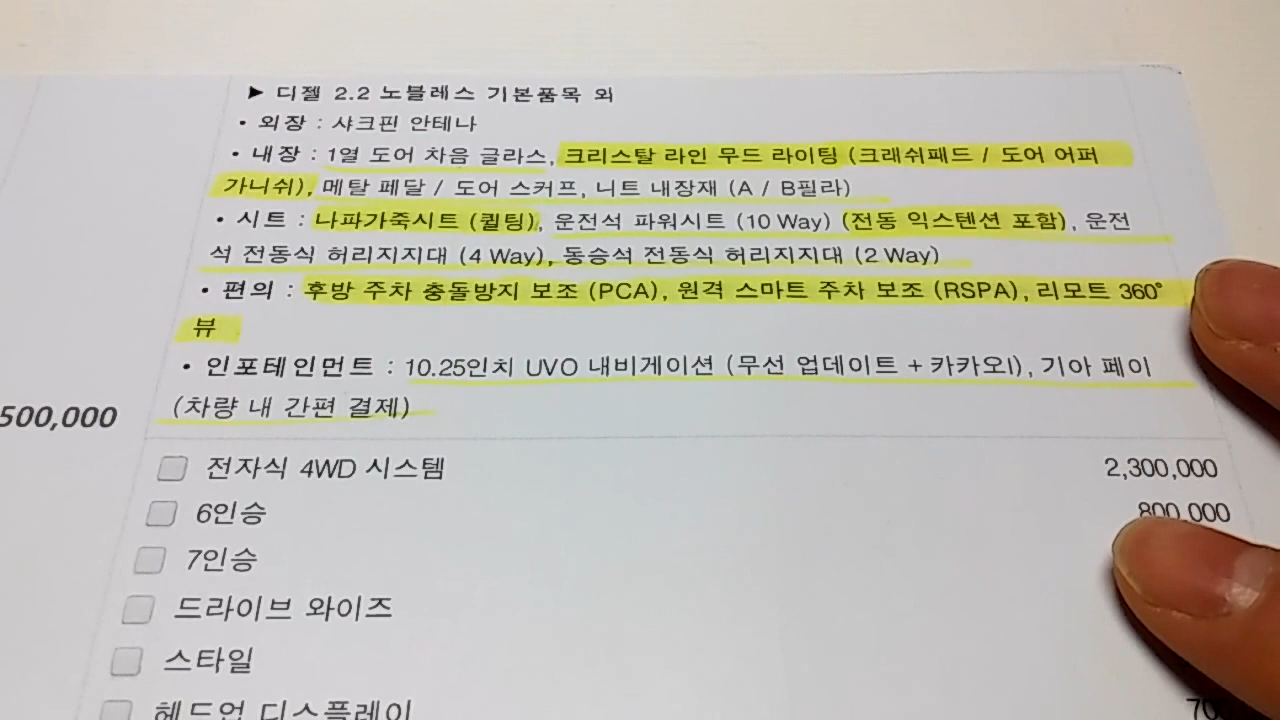 ▶ 디젤 2.2 노블레스 기본품목 외
• 외장 : 샤크핀 안테나
• 내장 : 1열 도어 차음 글라스, 크리스탈 라인 무드 라이팅 (크래쉬패드 / 도어 어퍼
가니쉬), 메탈 페달 / 도어 스커프, 니트 내장재 (A / B필라)
• 시트 : 나파가죽시트 (퀼팅), 운전석 파워시트 (10 Way) (전동 익스텐션 포함), 운전
석 전동식 허리지지대 (4 Way), 동승석 전동식 허리지지대 (2 Way)
• 편의 : 후방 주차 충돌방지 보조 (PCA), 원격 스마트 주차 보조 (RSPA), 리모트 360°
뷰
• 인포테인먼트 : 10.25인치 UVO 내비게이션 (무선 업데이트 + 카카오i), 기아 페이
(차량 내 간편 결제)
500,000
전자식 4WD 시스템 2,300,000
6인승 800,000
7인승
드라이브 와이즈
스타일
헤드업 디스플레이